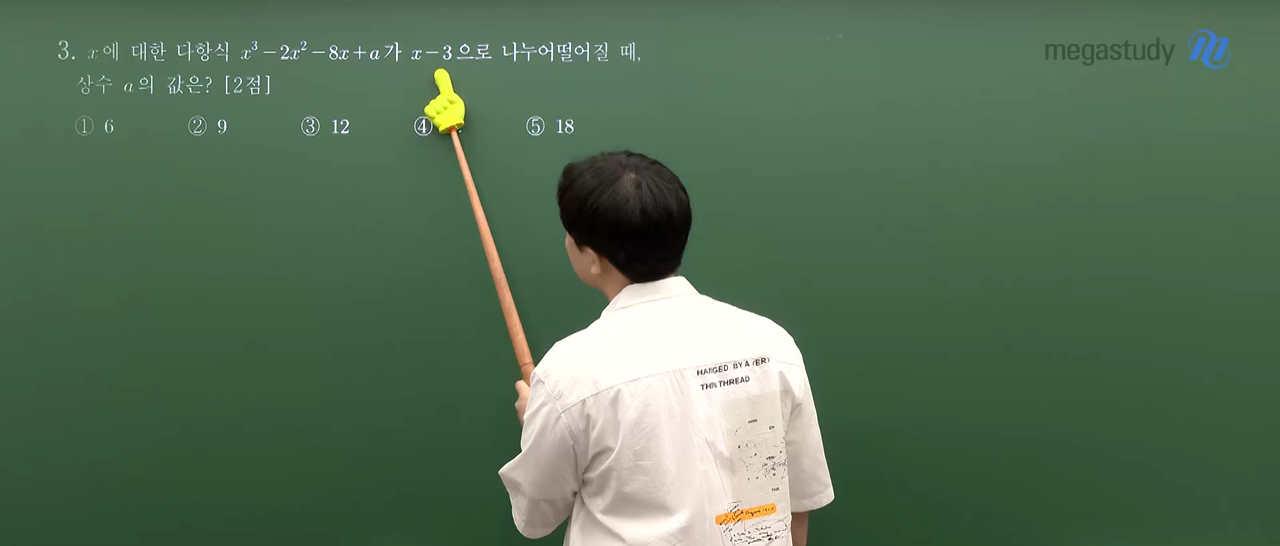 3. x에 대한 다항식 x³-2x²-8x+a가 x-3으로 나누어떨어질 때,
상수 a의 값은? [2점]
① 6 ② 9 ③ 12 ④ ⑤ 18
megastudy
HANGED BY A VERY
THIN THREAD